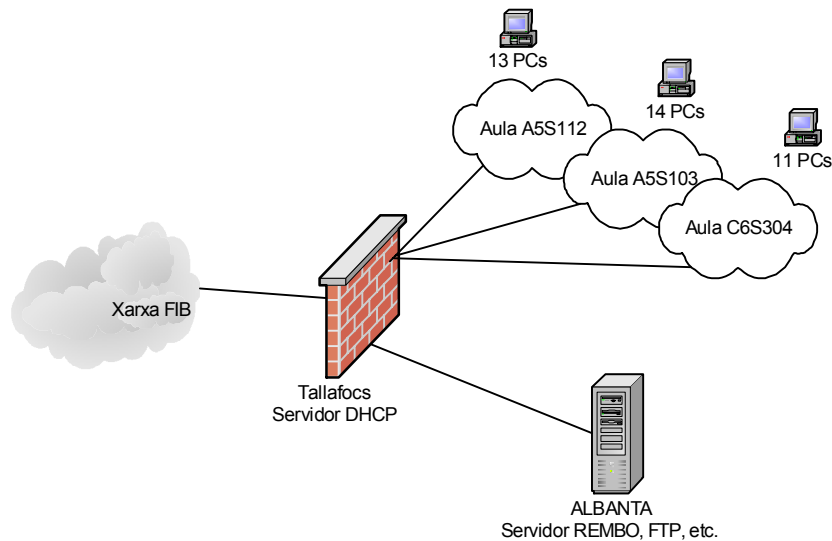 13 PCs
14 PCs
11 PCs
Aula A5S112
Aula A5S103
Aula C6S304
Xarxa FIB
Tallafocs
Servidor DHCP
ALBANTA
Servidor REMBO, FTP, etc.